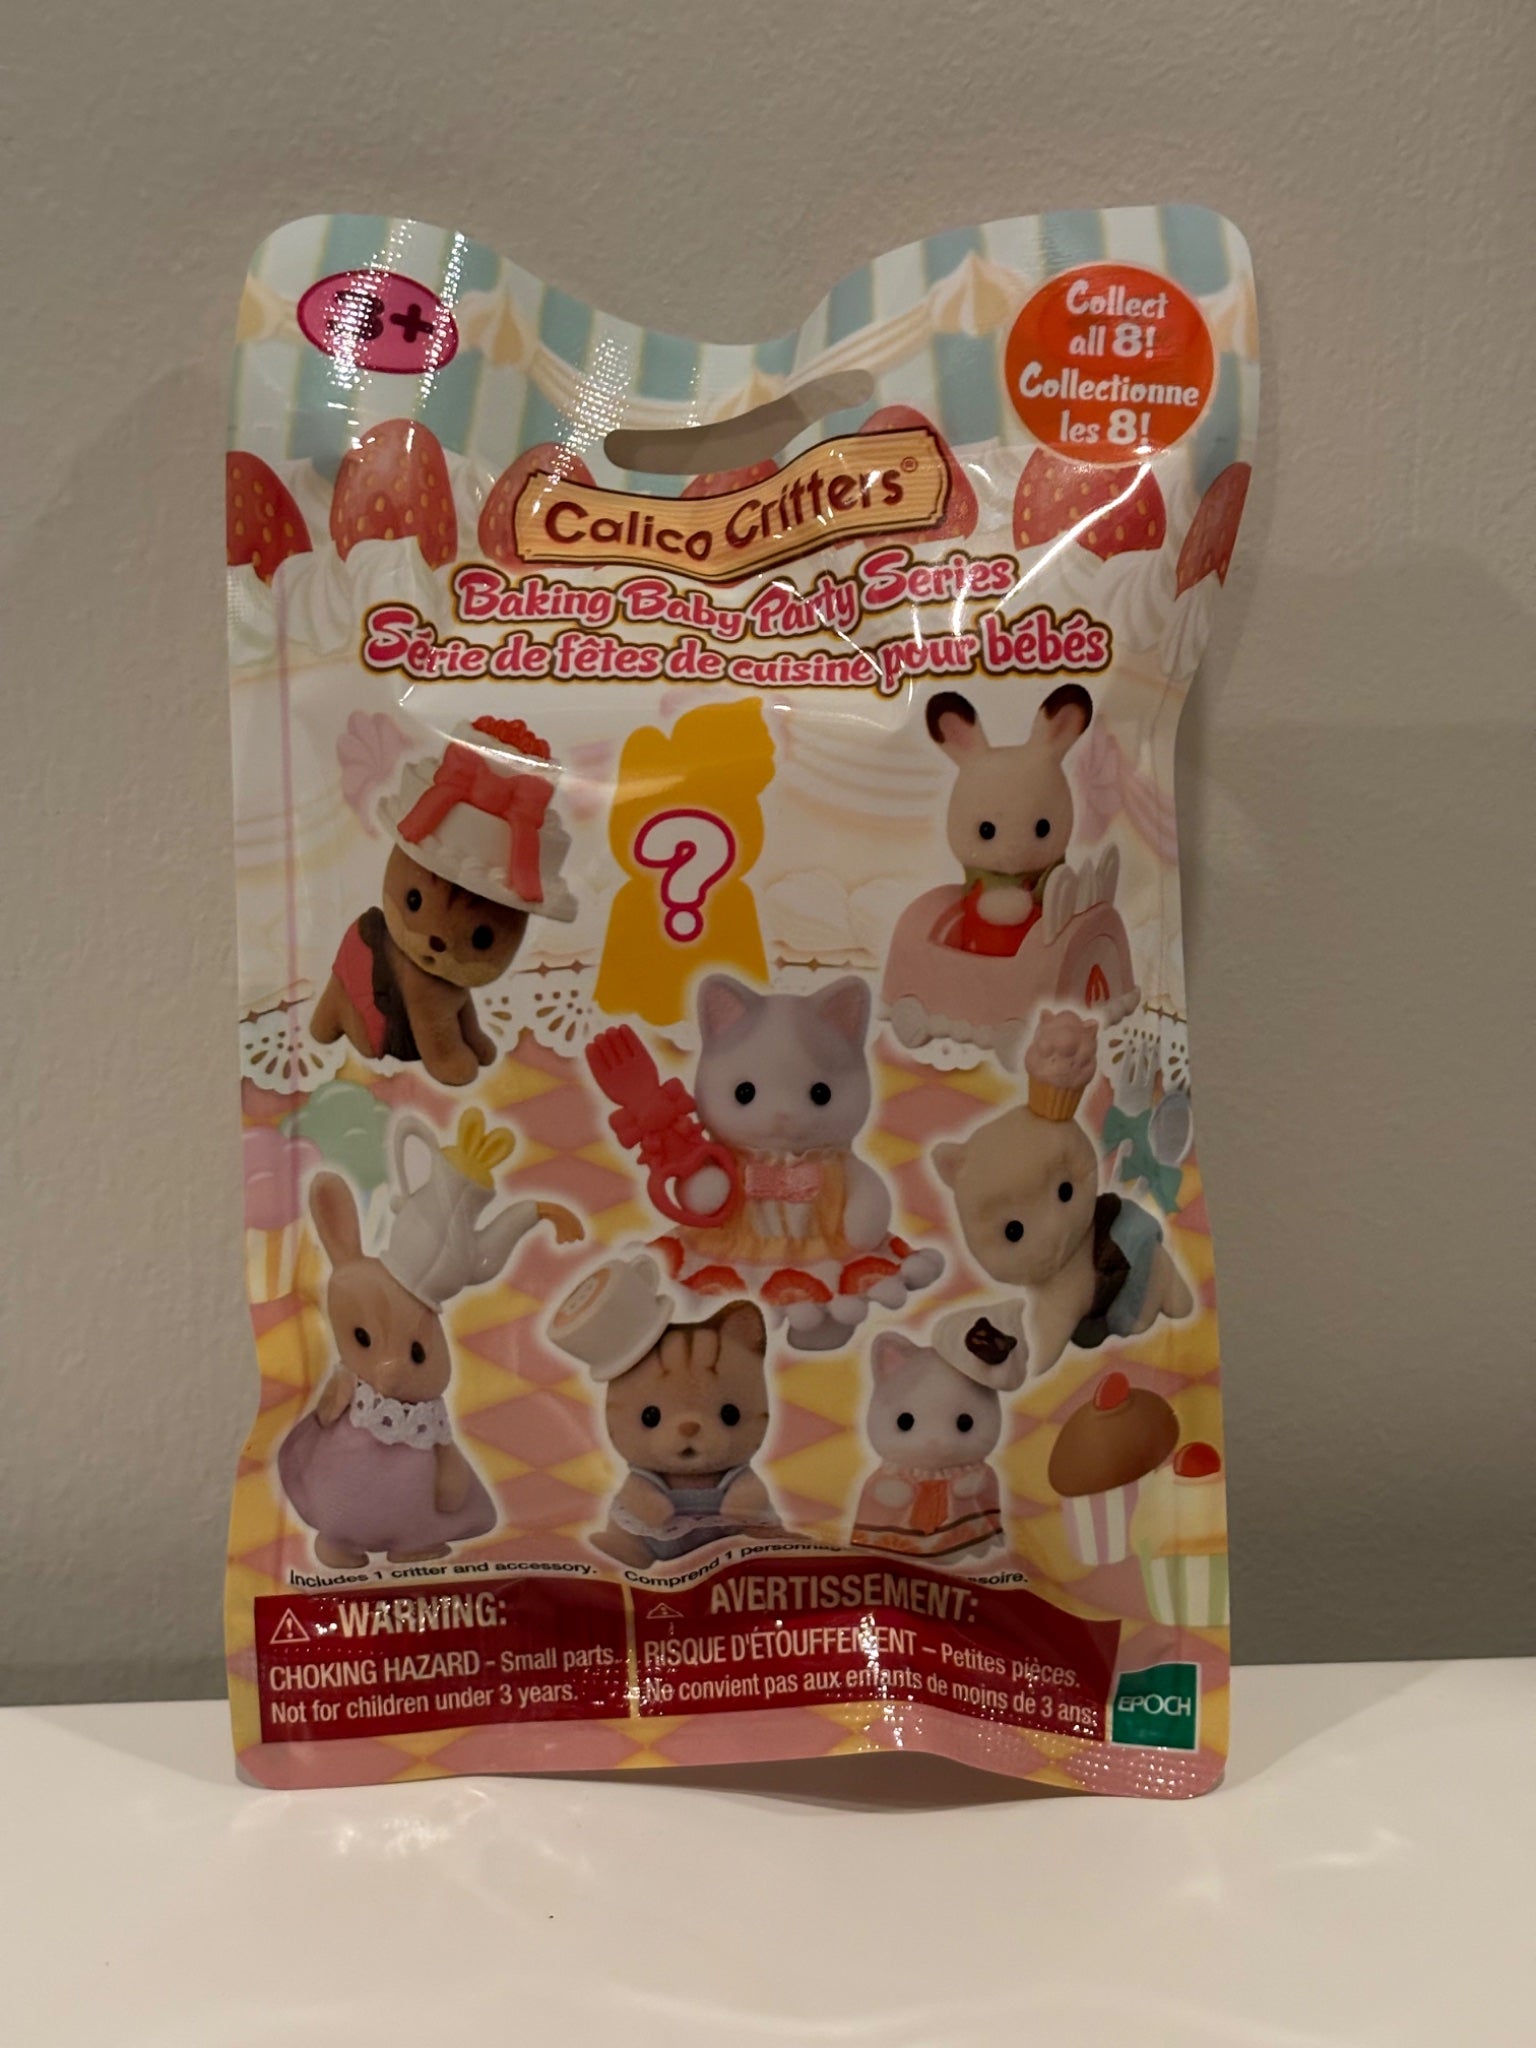 3+
Collect
all 8!
Collectionne
les 8!
Calico Critters®
Baking Baby Party Series
Série de fêtes de cuisine pour bébés
?
Includes 1 critter and accessory.
Comprend 1
WARNING:
CHOKING HAZARD - Small parts.
Not for children under 3 years.
AVERTISSEMENT:
RISQUE D'ÉTOUFFEMENT – Petites pièces.
Ne convient pas aux enfants de moins de 3 ans.
EPOCH